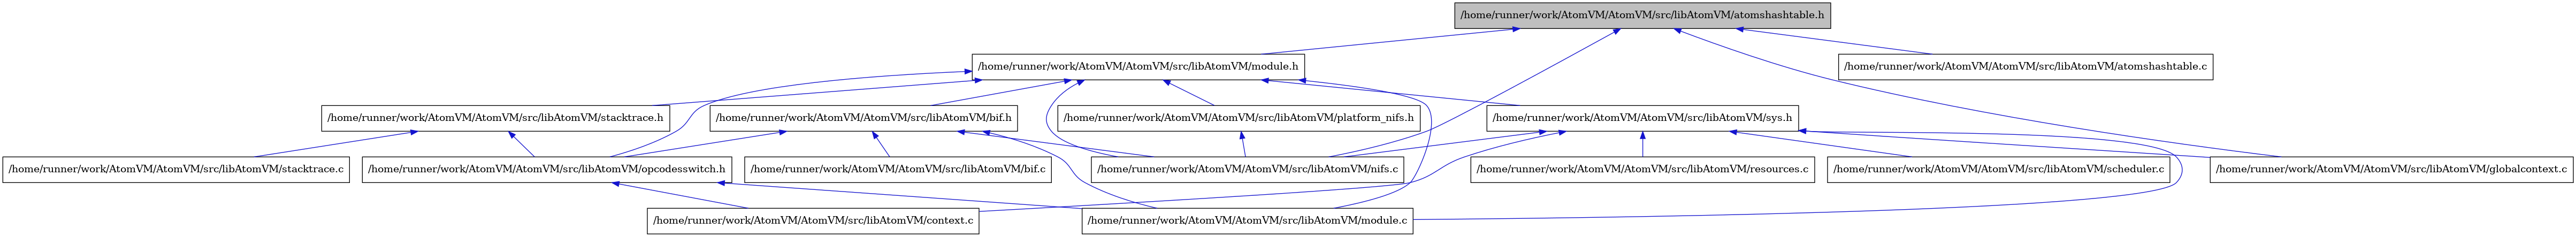 /home/runner/work/AtomVM/AtomVM/src/libAtomVM/atomshashtable.h
/home/runner/work/AtomVM/AtomVM/src/libAtomVM/module.h
/home/runner/work/AtomVM/AtomVM/src/libAtomVM/atomshashtable.c
/home/runner/work/AtomVM/AtomVM/src/libAtomVM/stacktrace.h
/home/runner/work/AtomVM/AtomVM/src/libAtomVM/bif.h
/home/runner/work/AtomVM/AtomVM/src/libAtomVM/platform_nifs.h
/home/runner/work/AtomVM/AtomVM/src/libAtomVM/sys.h
/home/runner/work/AtomVM/AtomVM/src/libAtomVM/stacktrace.c
/home/runner/work/AtomVM/AtomVM/src/libAtomVM/opcodesswitch.h
/home/runner/work/AtomVM/AtomVM/src/libAtomVM/bif.c
/home/runner/work/AtomVM/AtomVM/src/libAtomVM/nifs.c
/home/runner/work/AtomVM/AtomVM/src/libAtomVM/resources.c
/home/runner/work/AtomVM/AtomVM/src/libAtomVM/scheduler.c
/home/runner/work/AtomVM/AtomVM/src/libAtomVM/globalcontext.c
/home/runner/work/AtomVM/AtomVM/src/libAtomVM/context.c
/home/runner/work/AtomVM/AtomVM/src/libAtomVM/module.c